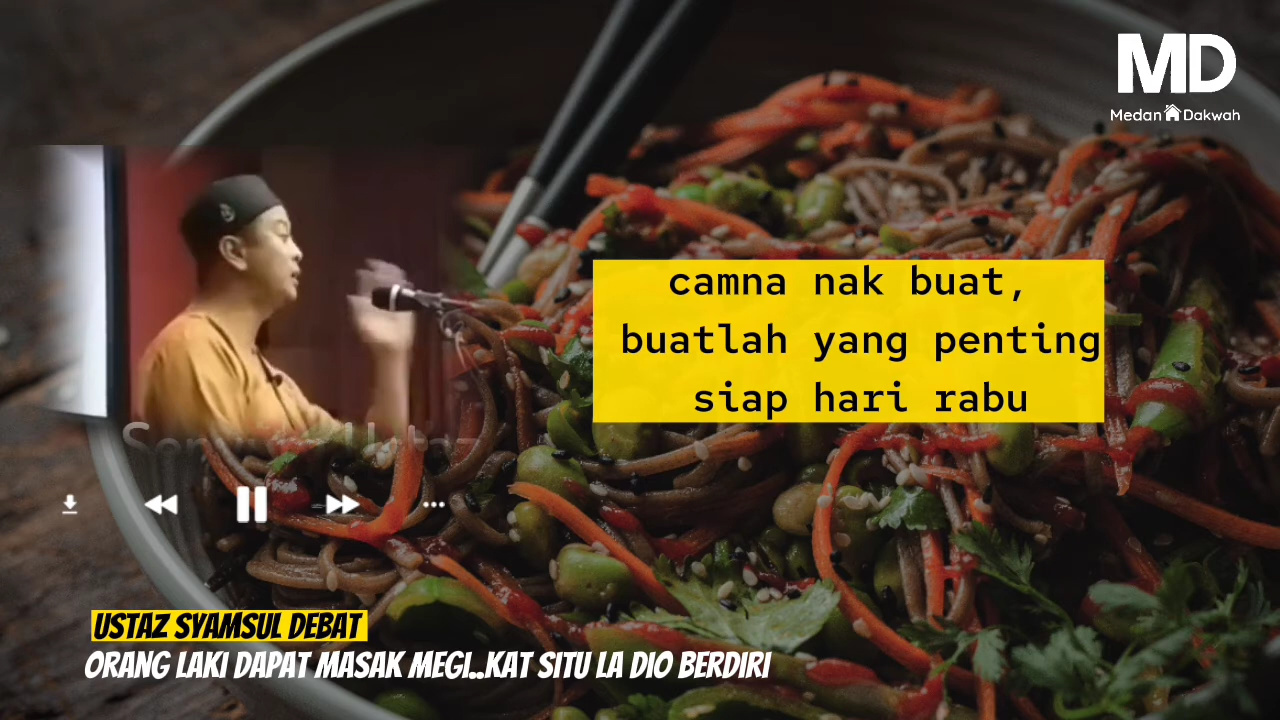 MD
Medan Dakwah
camna nak buat,
buatlah yang penting
siap hari rabu
Ustaz
USTAZ SYAMSUL DEBAT
ORANG LAKI DAPAT MASAK MEGI..KAT SITU LA DIO BERDIRI